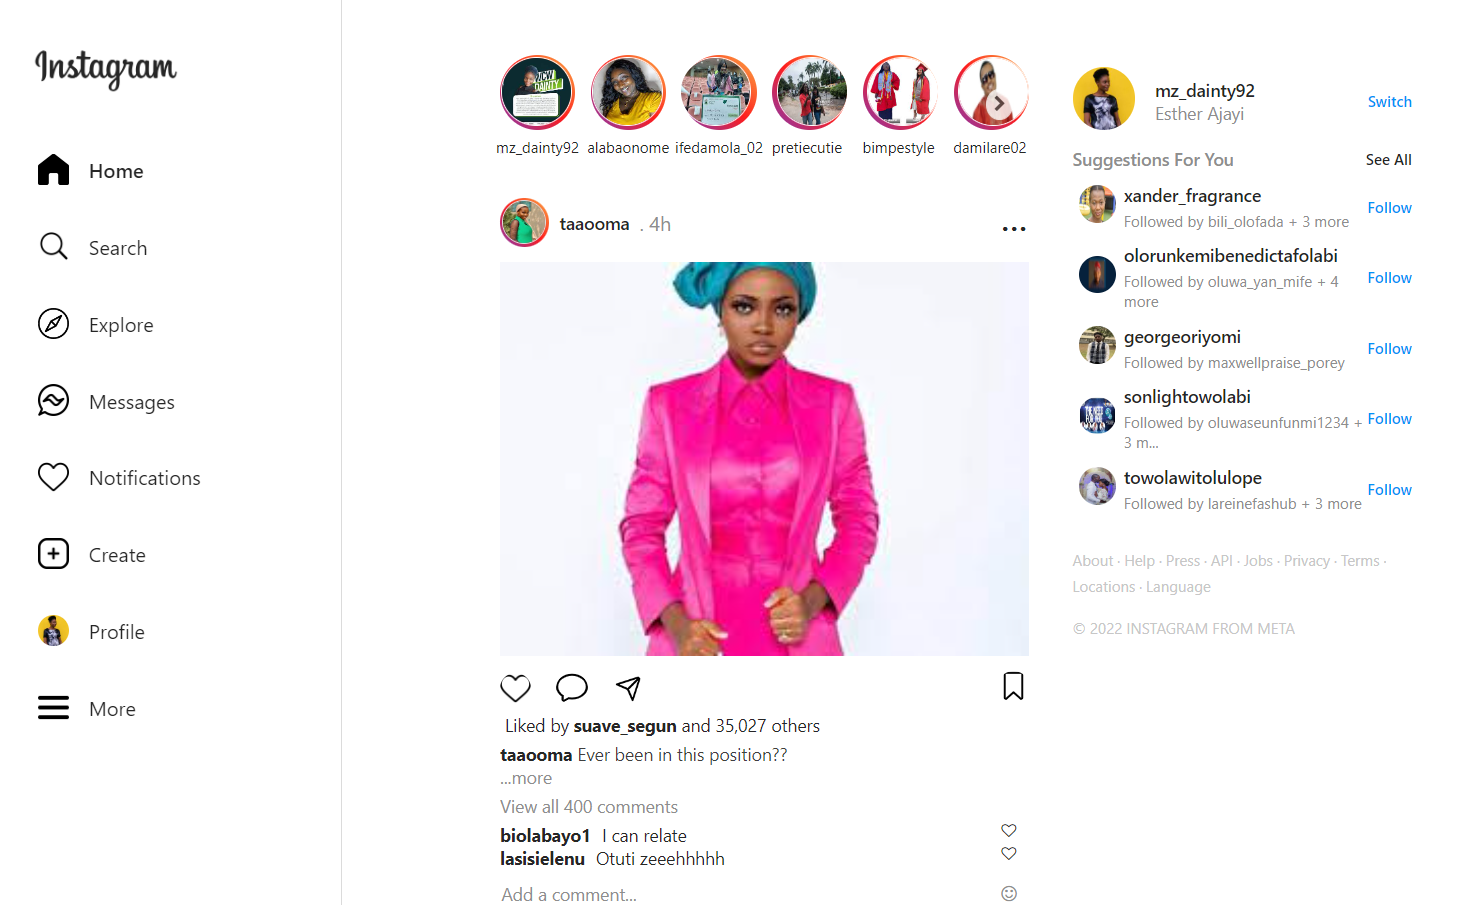 Instagram
Home
Search
Explore
Messages
Notifications
Create
Profile
More
DAINTY
mz_dainty92 alabaonome ifedamola_02 pretiecutie bimpestyle damilare02
taaooma . 4h
Liked by suave_segun and 35,027 others
taaooma Ever been in this position??
...more
View all 400 comments
biolabayo1 I can relate
lasisielenu Otuti zeeehhhhh
Add a comment...
mz_dainty92
Esther Ajayi
Switch
Suggestions For You See All
xander_fragrance
Followed by bili_olofada + 3 more
Follow
olorunkemibenedictafolabi
Followed by oluwa_yan_mife + 4
more
Follow
georgeoriyomi
Followed by maxwellpraise_porey
Follow
sonlightowolabi
Followed by oluwaseunfunmi1234 +
3 m...
Follow
towolawitolulope
Followed by lareinefashub + 3 more
Follow
About · Help · Press · API · Jobs · Privacy · Terms ·
Locations · Language
© 2022 INSTAGRAM FROM META